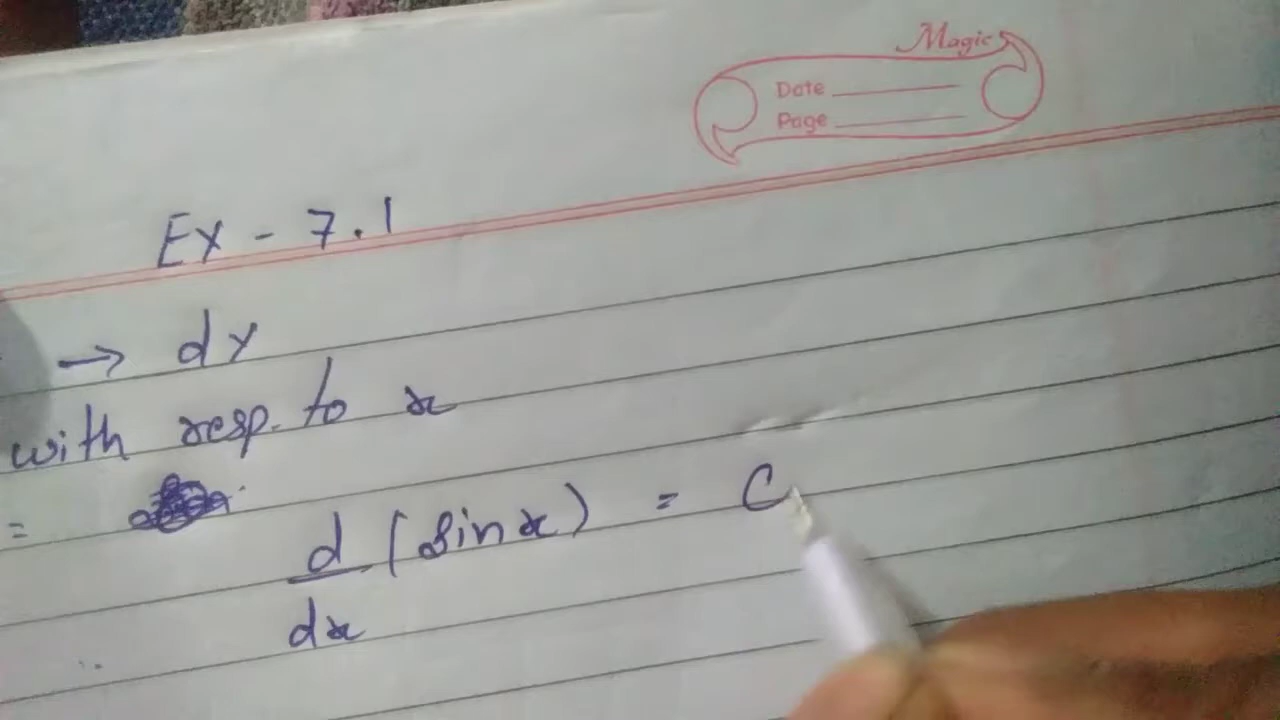 Magic
Date
Page
Ex - 7.1
→ dy
with resp. to x
=
d/dx (sin x) = C